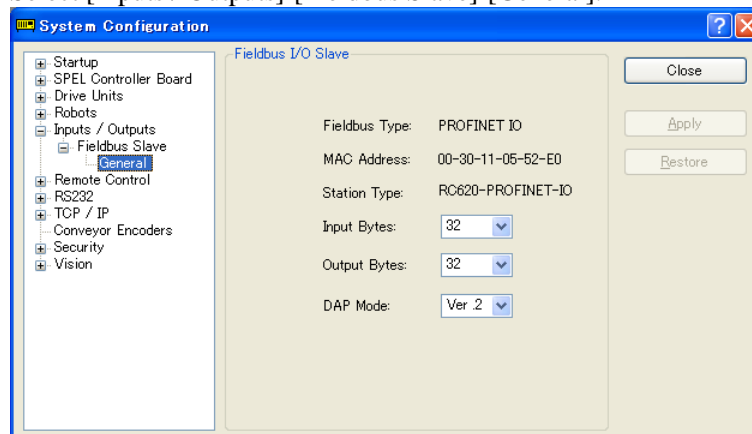 System Configuration
Startup
SPEL Controller Board
Drive Units
Robots
Inputs / Outputs
Fieldbus Slave
General
Remote Control
RS232
TCP / IP
Conveyor Encoders
Security
Vision
Fieldbus I/O Slave
Fieldbus Type: PROFINET IO
MAC Address: 00-30-11-05-52-E0
Station Type: RC620-PROFINET-IO
Input Bytes: 32
Output Bytes: 32
DAP Mode: Ver .2
Close
Apply
Restore